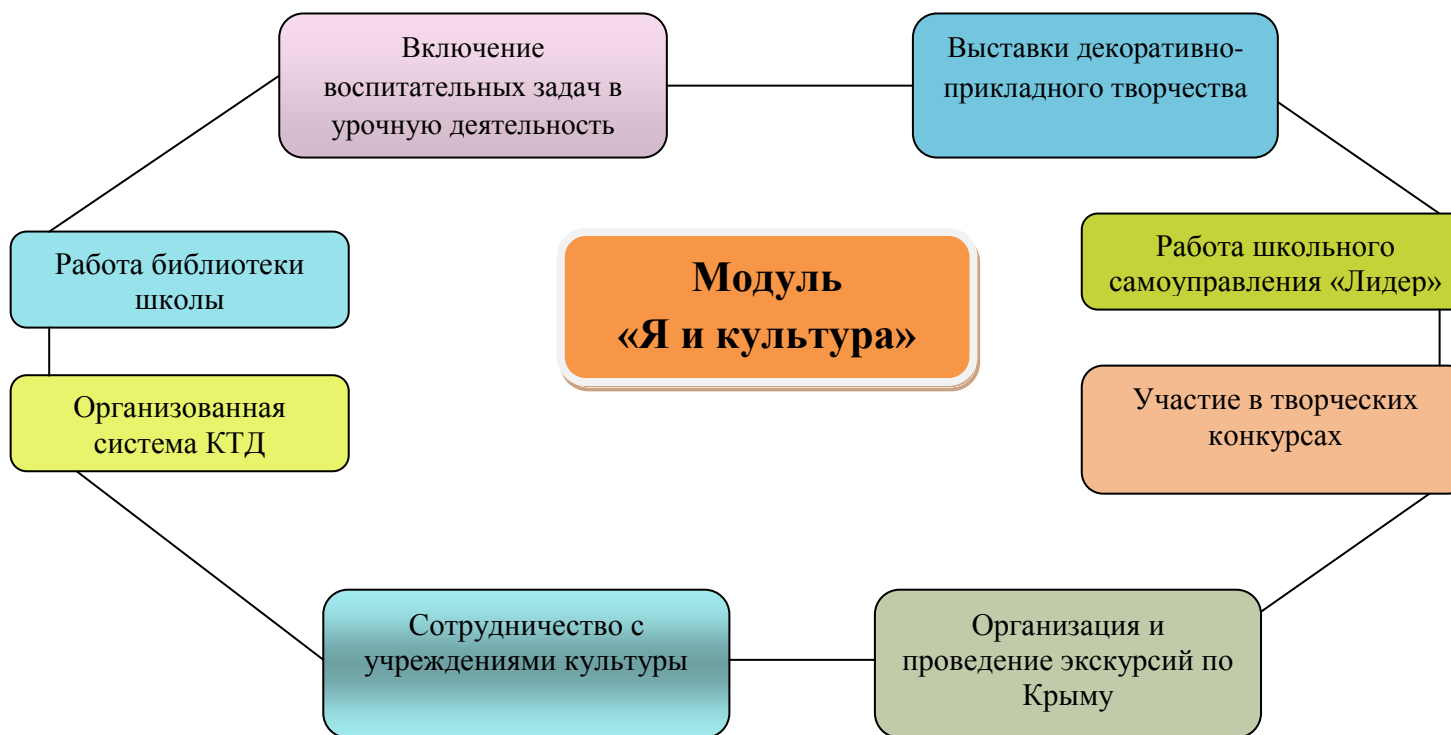 Включение
воспитательных задач в
урочную деятельность
Выставки декоративно-
прикладного творчества
Работа библиотеки
школы
Модуль
«Я и культура»
Работа школьного
самоуправления «Лидер»
Организованная
система КТД
Участие в творческих
конкурсах
Сотрудничество с
учреждениями культуры
Организация и
проведение экскурсий по
Крыму